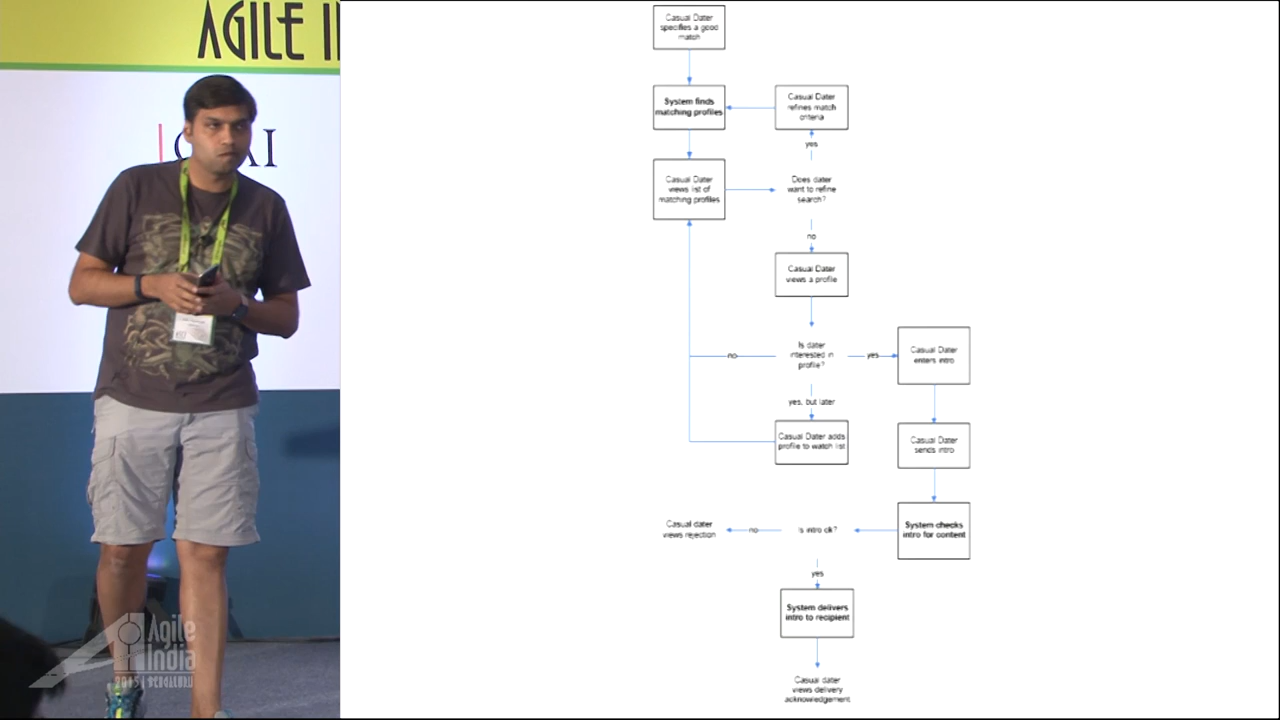 AGILE I
Casual Dater
specifies a good
match
System finds
matching profiles
Casual Dater
refines match
criteria
yes
Casual Dater
views list of
matching profiles
Does dater
want to refine
search?
no
Casual Dater
views a profile
Is dater
interested in
profile?
no
yes
Casual Dater
enters intro
yes, but later
Casual Dater adds
profile to watch list
Casual Dater
sends intro
Casual dater
views rejection
no
Is intro ok?
System checks
intro for content
yes
System delivers
intro to recipient
Casual dater
views delivery
acknowledgement
Agile
India
2015 | BENGALURU